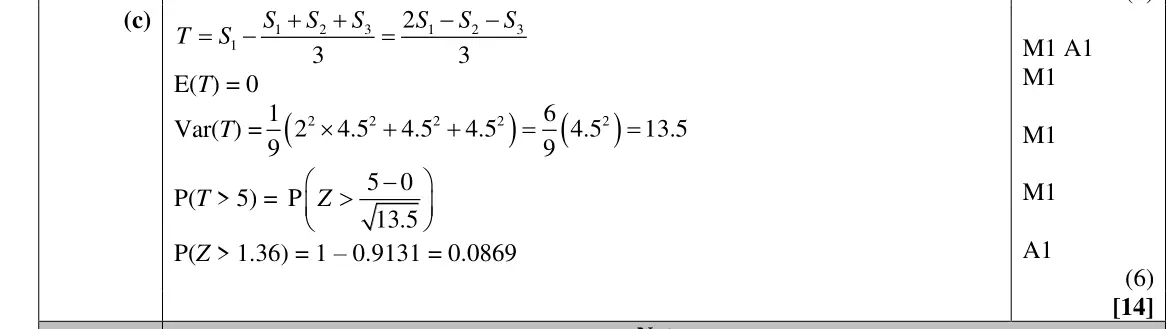 (c) T = S₁ − (S₁ + S₂ + S₃)/3 = (2S₁ − S₂ − S₃)/3
M1 A1
E(T) = 0
M1
Var(T) = 1/9 (2² × 4.5² + 4.5² + 4.5²) = 6/9 (4.5²) = 13.5
M1
P(T > 5) = P(Z > (5 − 0)/√13.5)
M1
P(Z > 1.36) = 1 – 0.9131 = 0.0869
A1
(6)
[14]